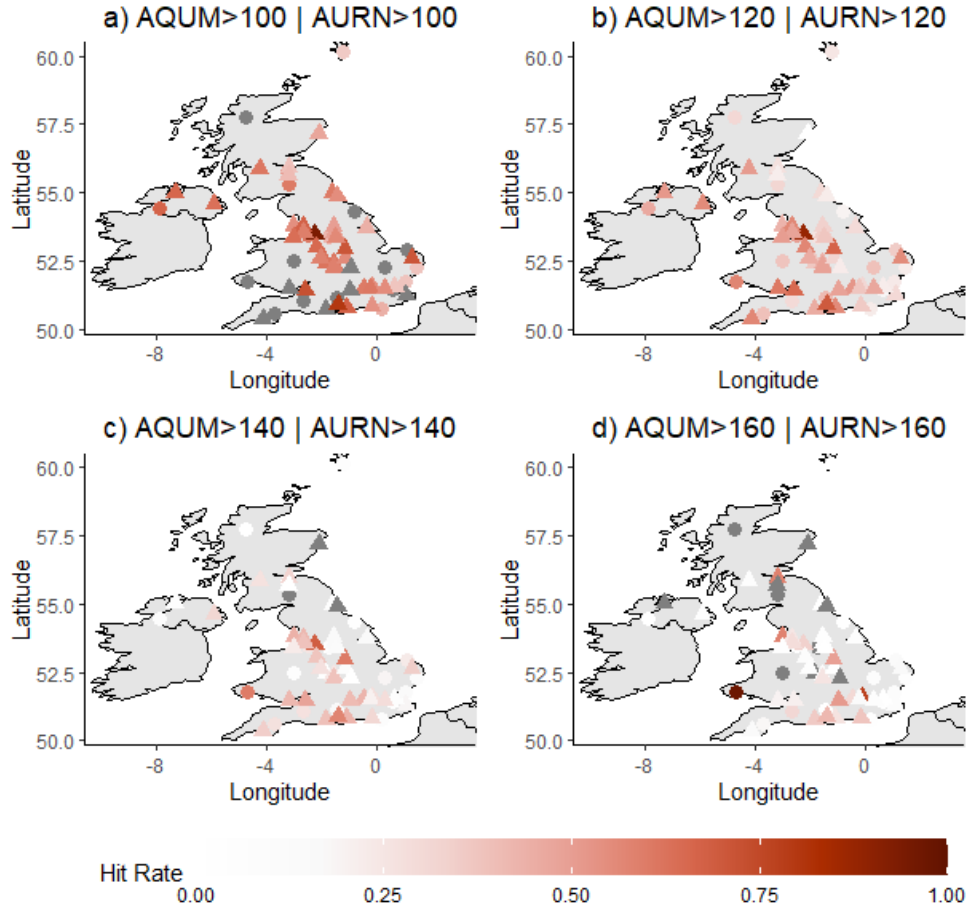 a) AQUM>100 | AURN>100
b) AQUM>120 | AURN>120
60.0
57.5
55.0
52.5
50.0
Latitude
-8
-4
0
Longitude
60.0
57.5
55.0
52.5
50.0
Latitude
-8
-4
0
Longitude
c) AQUM>140 | AURN>140
d) AQUM>160 | AURN>160
60.0
57.5
55.0
52.5
50.0
Latitude
-8
-4
0
Longitude
60.0
57.5
55.0
52.5
50.0
Latitude
-8
-4
0
Longitude
Hit Rate
0.00
0.25
0.50
0.75
1.00